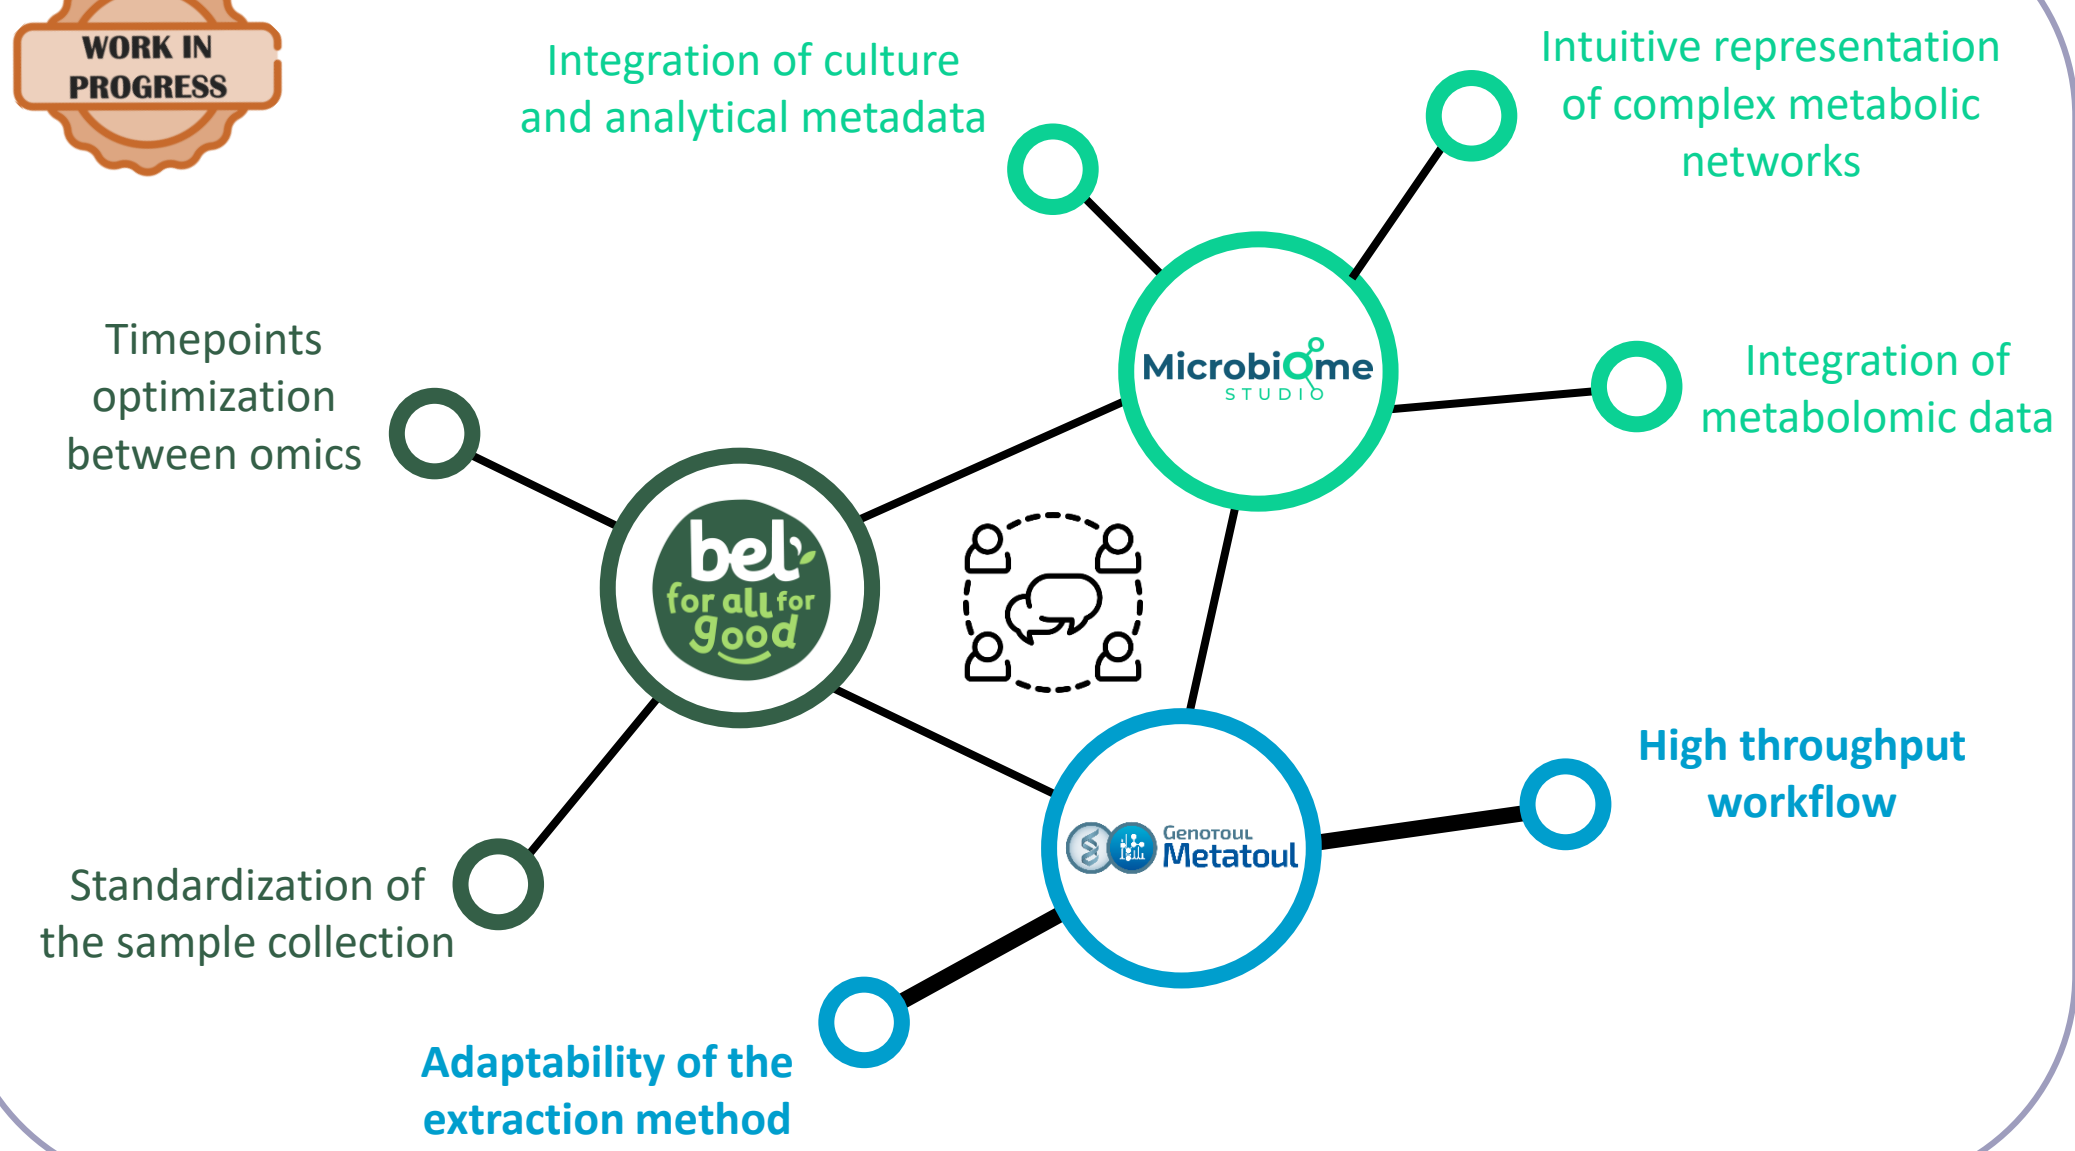 WORK IN
PROGRESS
Integration of culture
and analytical metadata
Intuitive representation
of complex metabolic
networks
Timepoints
optimization
between omics
Microbiome
STUDIO
Integration of
metabolomic data
bel
for all for
good
High throughput
workflow
GENOTOUL
Metatoul
Standardization of
the sample collection
Adaptability of the
extraction method